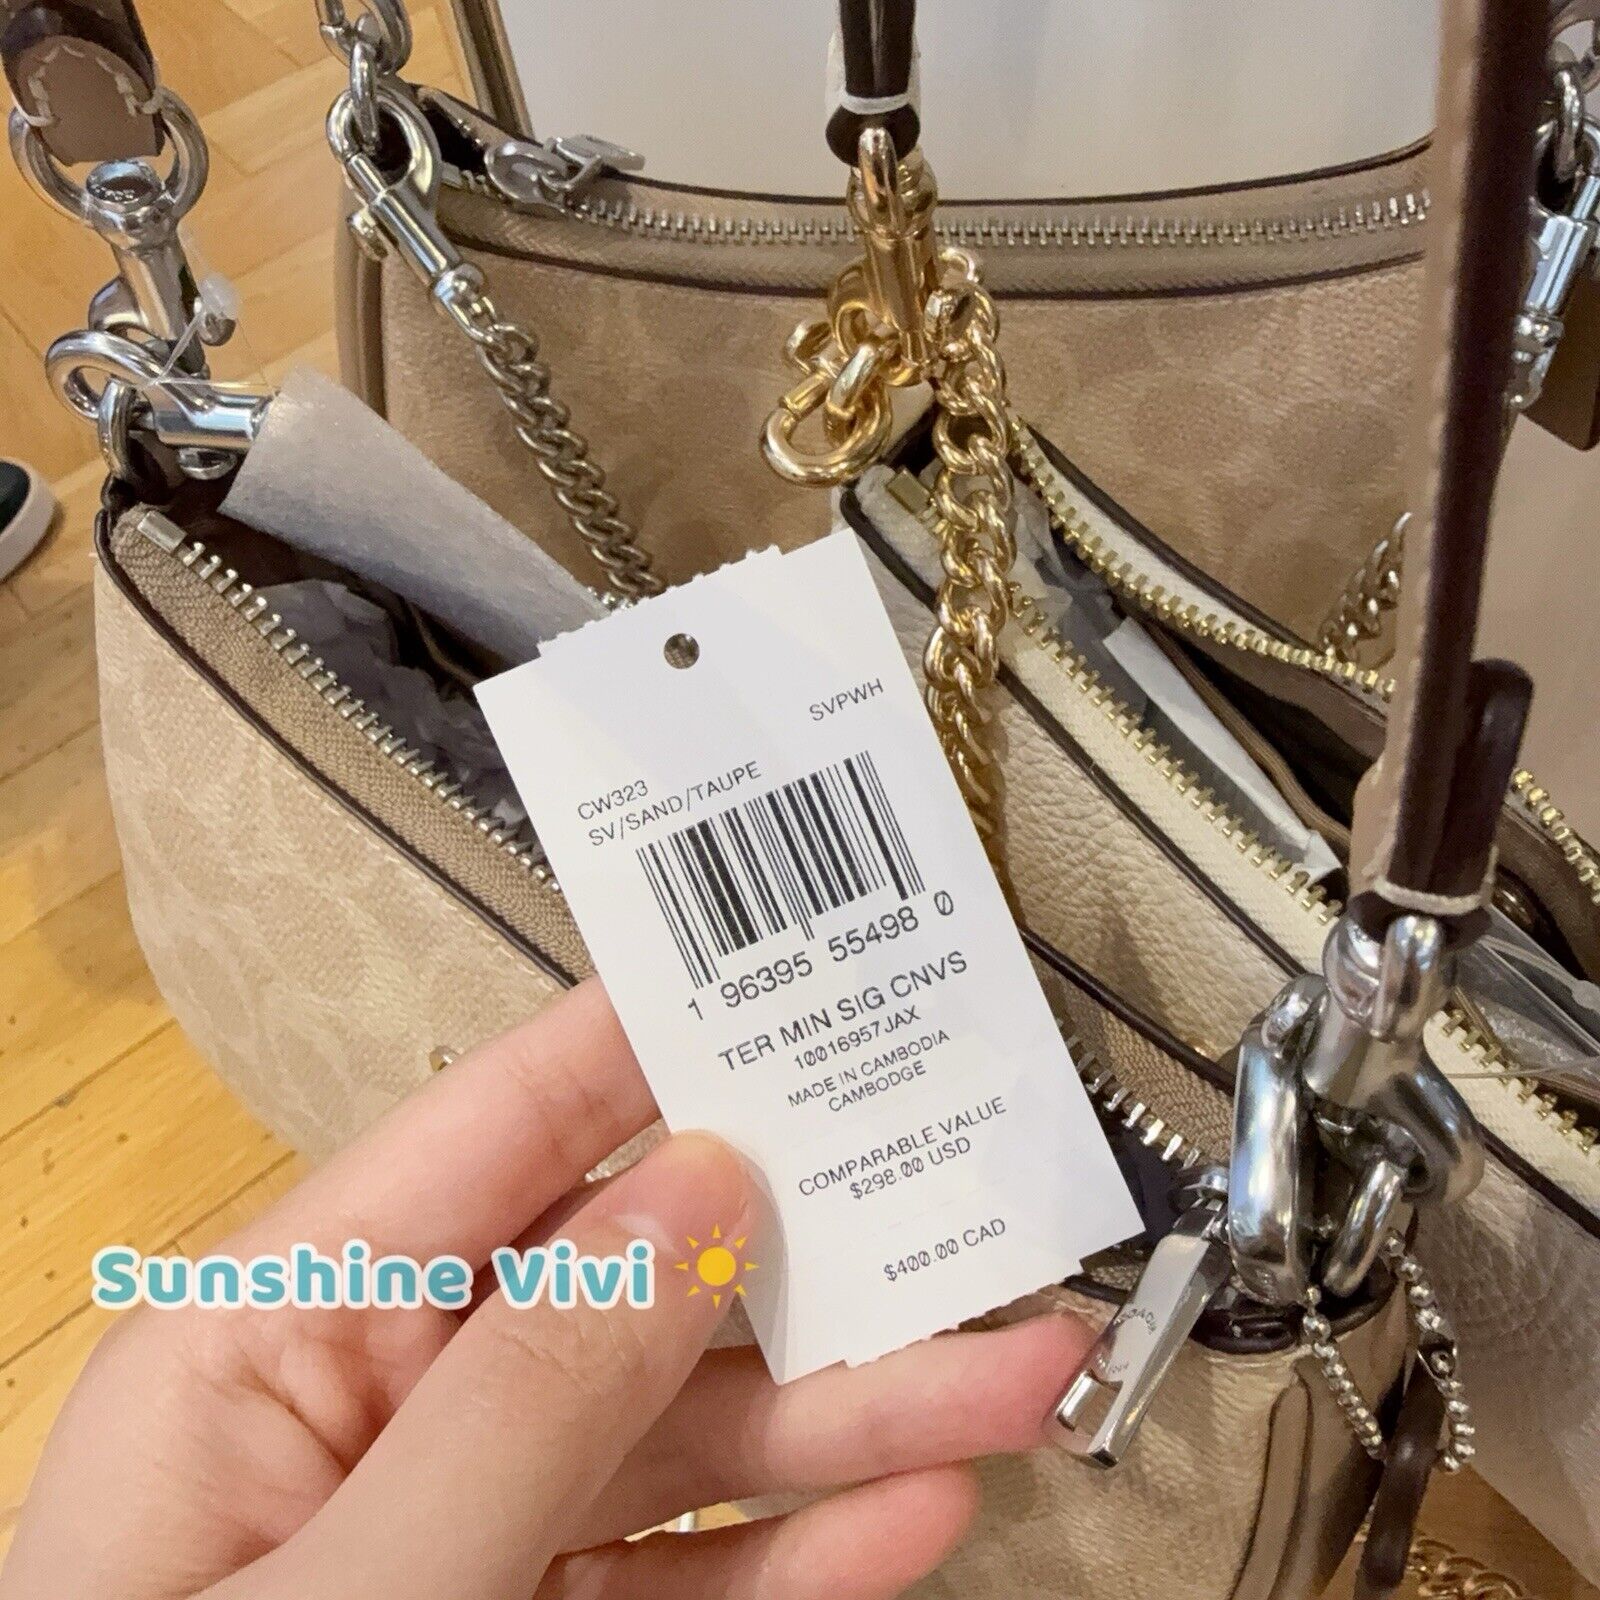 SVPWH
CW323
SV/SAND/TAUPE
1 96395 55498 0
TER MIN SIG CNVS
10016957JAX
MADE IN CAMBODIA
CAMBODGE
COMPARABLE VALUE
$298.00 USD
$400.00 CAD
Sunshine Vivi